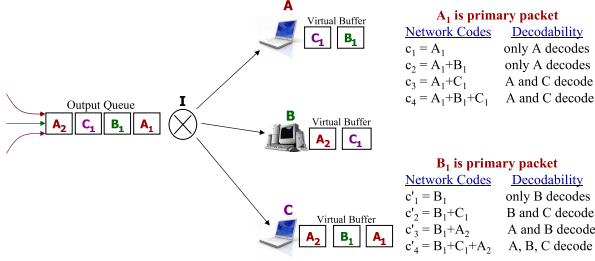 A
Virtual Buffer
C1 B1
Output Queue
A2 C1 B1 A1
I
B
Virtual Buffer
A2 C1
C
Virtual Buffer
A2 B1 A1
A1 is primary packet
Network Codes Decodability
c1 = A1 only A decodes
c2 = A1+B1 only A decodes
c3 = A1+C1 A and C decode
c4 = A1+B1+C1 A and C decode
B1 is primary packet
Network Codes Decodability
c'1 = B1 only B decodes
c'2 = B1+C1 B and C decode
c'3 = B1+A2 A and B decode
c'4 = B1+C1+A2 A, B, C decode